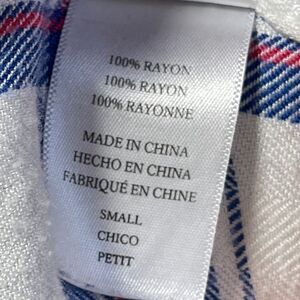 100% RAYON
100% RAYON
100% RAYONNE
MADE IN CHINA
HECHO EN CHINA
FABRIQUÉ EN CHINE
SMALL
CHICO
PETIT